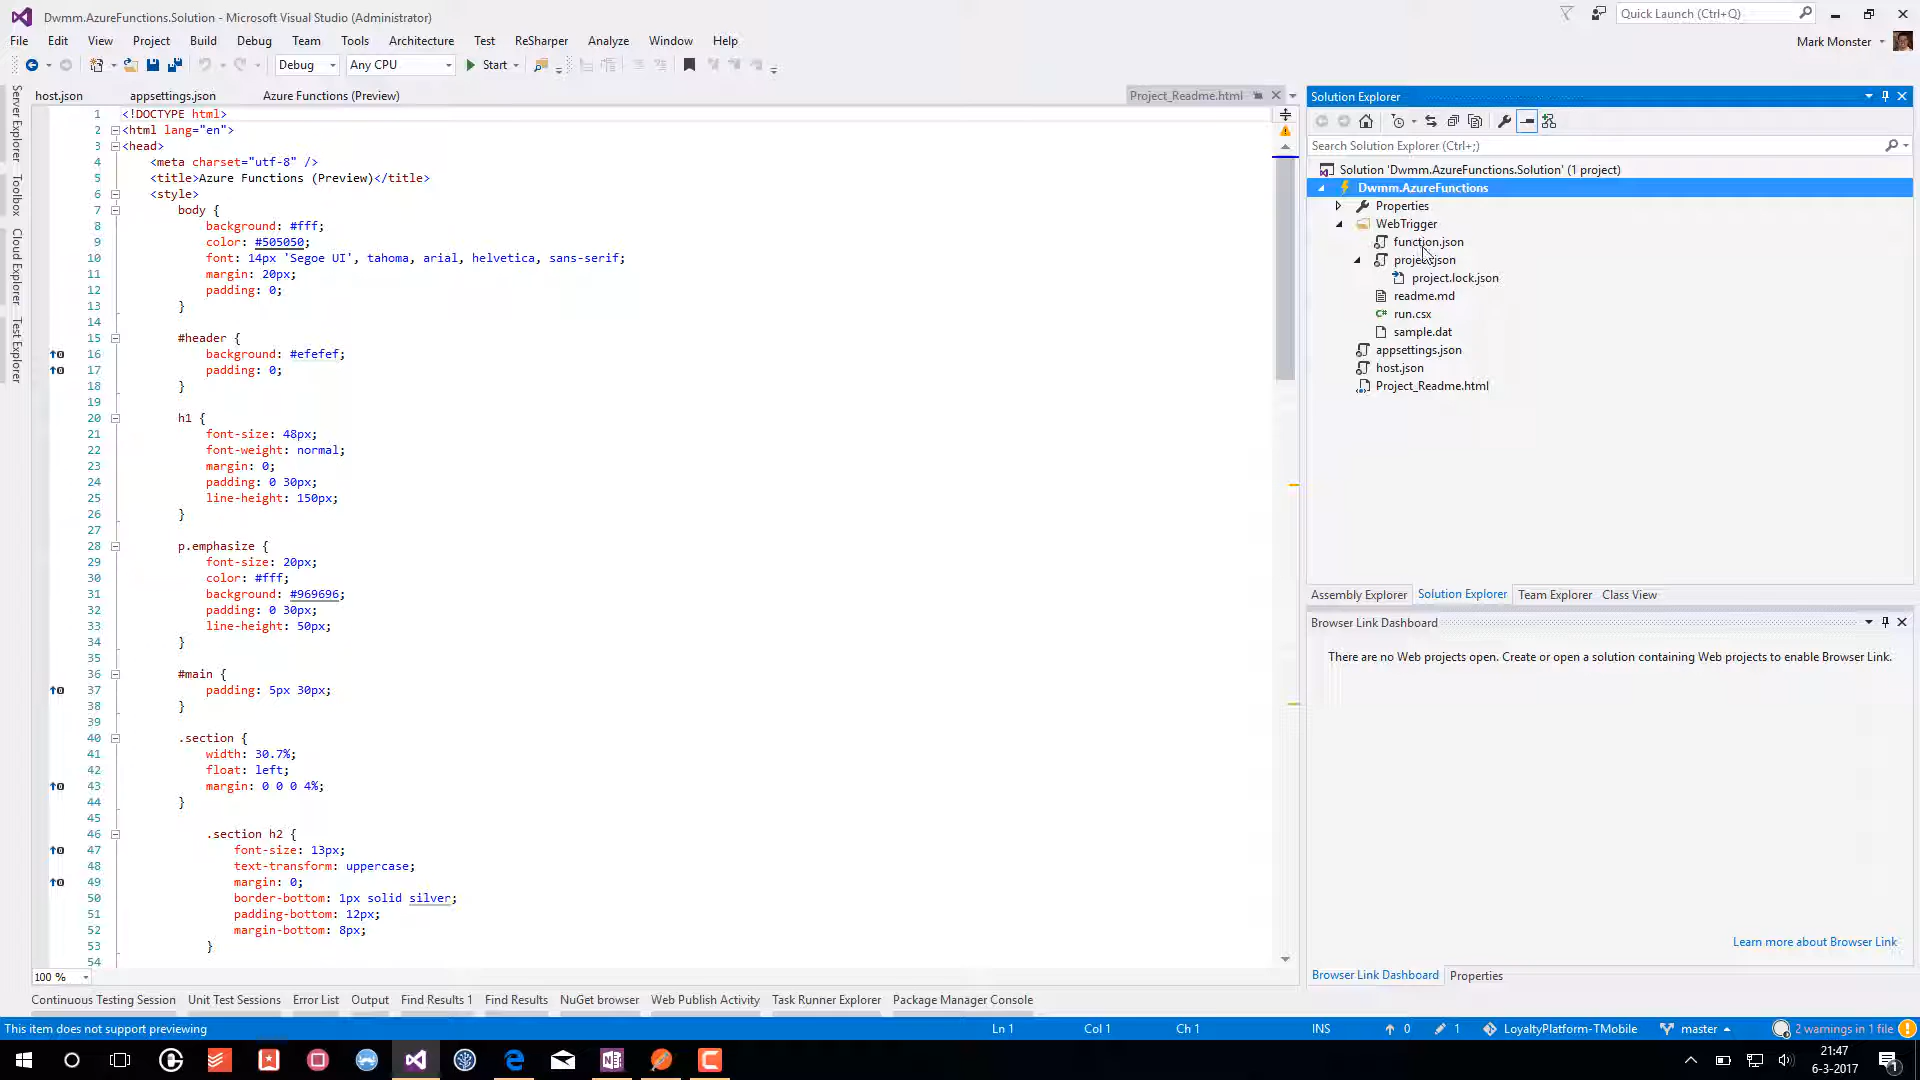 Dwmm.AzureFunctions.Solution - Microsoft Visual Studio (Administrator)
Quick Launch (Ctrl+Q)
File Edit View Project Build Debug Team Tools Architecture Test ReSharper Analyze Window Help
Mark Monster
Debug Any CPU Start
host.json appsettings.json Azure Functions (Preview) Project_Readme.html
Server Explorer
Toolbox
Cloud Explorer
Test Explorer
1 <!DOCTYPE html>
2 <html lang="en">
3 <head>
4 <meta charset="utf-8" />
5 <title>Azure Functions (Preview)</title>
6 <style>
7 body {
8 background: #fff;
9 color: #505050;
10 font: 14px 'Segoe UI', tahoma, arial, helvetica, sans-serif;
11 margin: 20px;
12 padding: 0;
13 }
14
15 #header {
16 background: #efefef;
17 padding: 0;
18 }
19
20 h1 {
21 font-size: 48px;
22 font-weight: normal;
23 margin: 0;
24 padding: 0 30px;
25 line-height: 150px;
26 }
27
28 p.emphasize {
29 font-size: 20px;
30 color: #fff;
31 background: #969696;
32 padding: 0 30px;
33 line-height: 50px;
34 }
35
36 #main {
37 padding: 5px 30px;
38 }
39
40 .section {
41 width: 30.7%;
42 float: left;
43 margin: 0 0 0 4%;
44 }
45
46 .section h2 {
47 font-size: 13px;
48 text-transform: uppercase;
49 margin: 0;
50 border-bottom: 1px solid silver;
51 padding-bottom: 12px;
52 margin-bottom: 8px;
53 }
54
100 %
Solution Explorer
Search Solution Explorer (Ctrl+;)
Solution 'Dwmm.AzureFunctions.Solution' (1 project)
Dwmm.AzureFunctions
Properties
WebTrigger
function.json
project.json
project.lock.json
readme.md
run.csx
sample.dat
appsettings.json
host.json
Project_Readme.html
Assembly Explorer Solution Explorer Team Explorer Class View
Browser Link Dashboard
There are no Web projects open. Create or open a solution containing Web projects to enable Browser Link.
Learn more about Browser Link
Browser Link Dashboard Properties
Continuous Testing Session Unit Test Sessions Error List Output Find Results 1 Find Results NuGet browser Web Publish Activity Task Runner Explorer Package Manager Console
This item does not support previewing Ln 1 Col 1 Ch 1 INS 0 1 LoyaltyPlatform-TMobile master 2 warnings in 1 file
21:47
6-3-2017